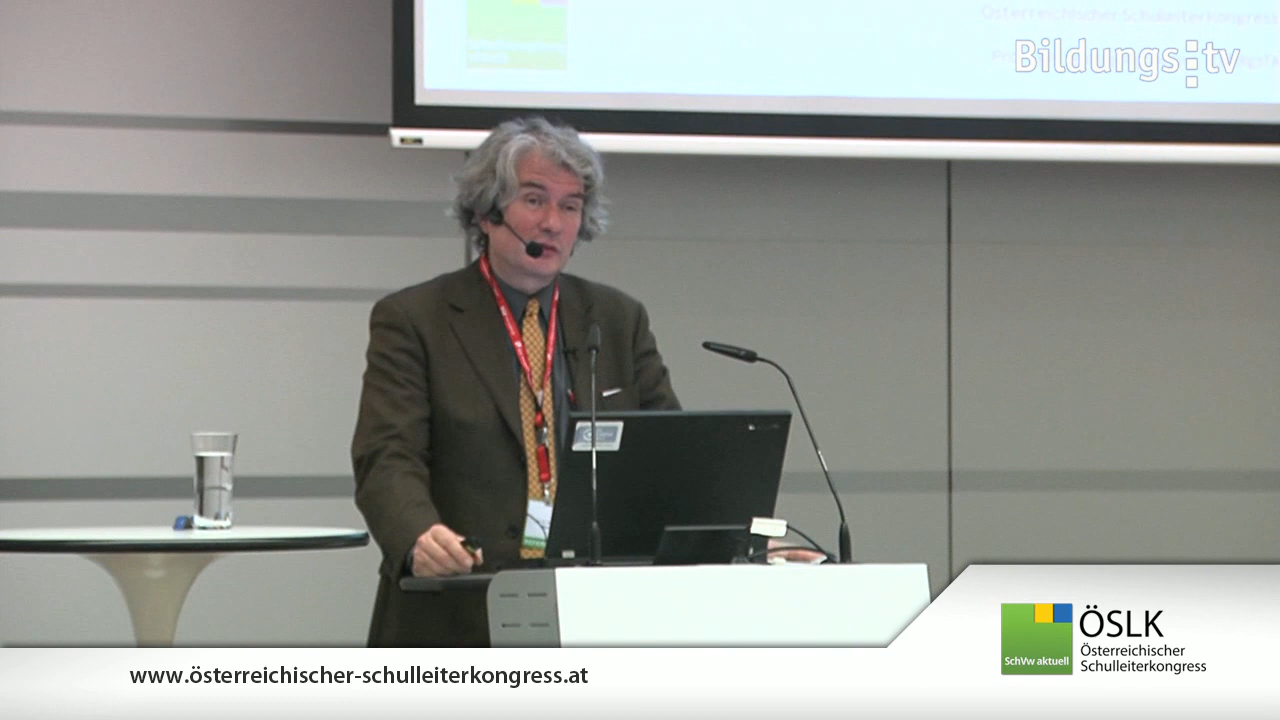 Österreichischer Schulleiterkongress
Bildungs:tv
www.österreichischer-schulleiterkongress.at
SchVw aktuell
ÖSLK
Österreichischer
Schulleiterkongress